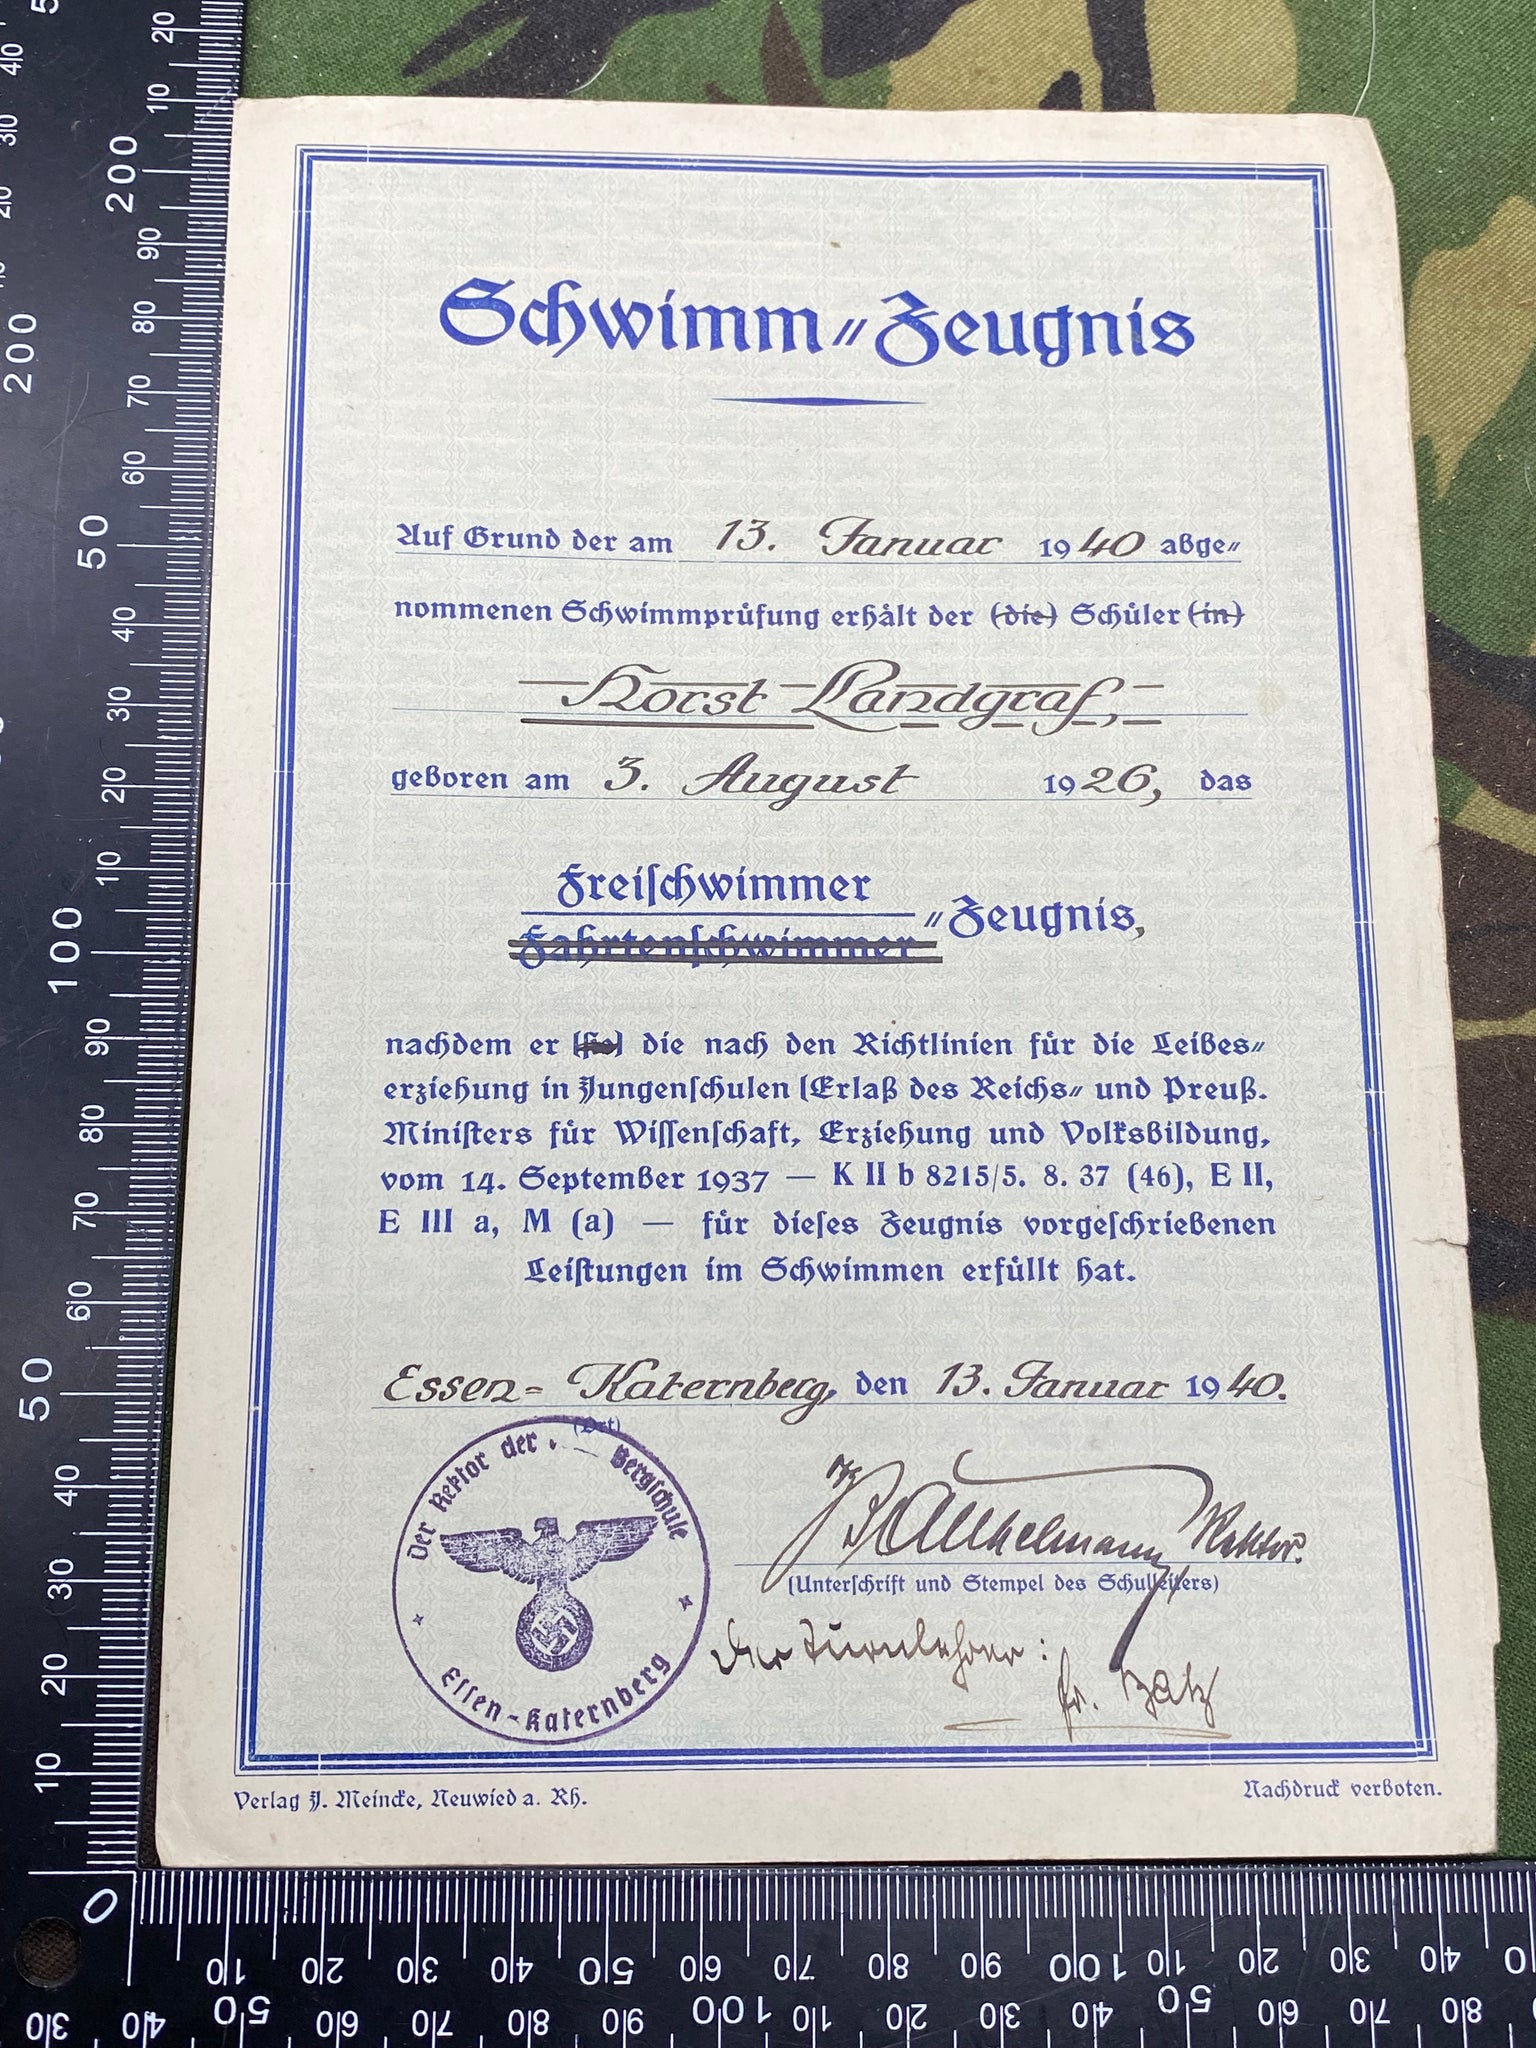 Schwimm-Zeugnis
Auf Grund der am 13. Januar 1940 abge-
nommenen Schwimmprüfung erhält der (die) Schüler (in)
Horst Landgraf,
geboren am 3. August 1926, das
Freischwimmer
Fahrtenschwimmer
-Zeugnis,
nachdem er (sie) die nach den Richtlinien für die Leibes-
erziehung in Jungenschulen (Erlaß des Reichs- und Preuß.
Ministers für Wissenschaft, Erziehung und Volksbildung,
vom 14. September 1937 — K II b 8215/5. 8. 37 (46), E II,
E III a, M (a) — für dieses Zeugnis vorgeschriebenen
Leistungen im Schwimmen erfüllt hat.
Essen-Katernberg, den 13. Januar 1940.
(Ort)
Der Rektor der Bergschule
Essen-Katernberg
Rektor.
(Unterschrift und Stempel des Schulleiters)
Der Turnlehrer:
Fr. Zatz
Verlag J. Meincke, Neuwied a. Rh.
Nachdruck verboten.